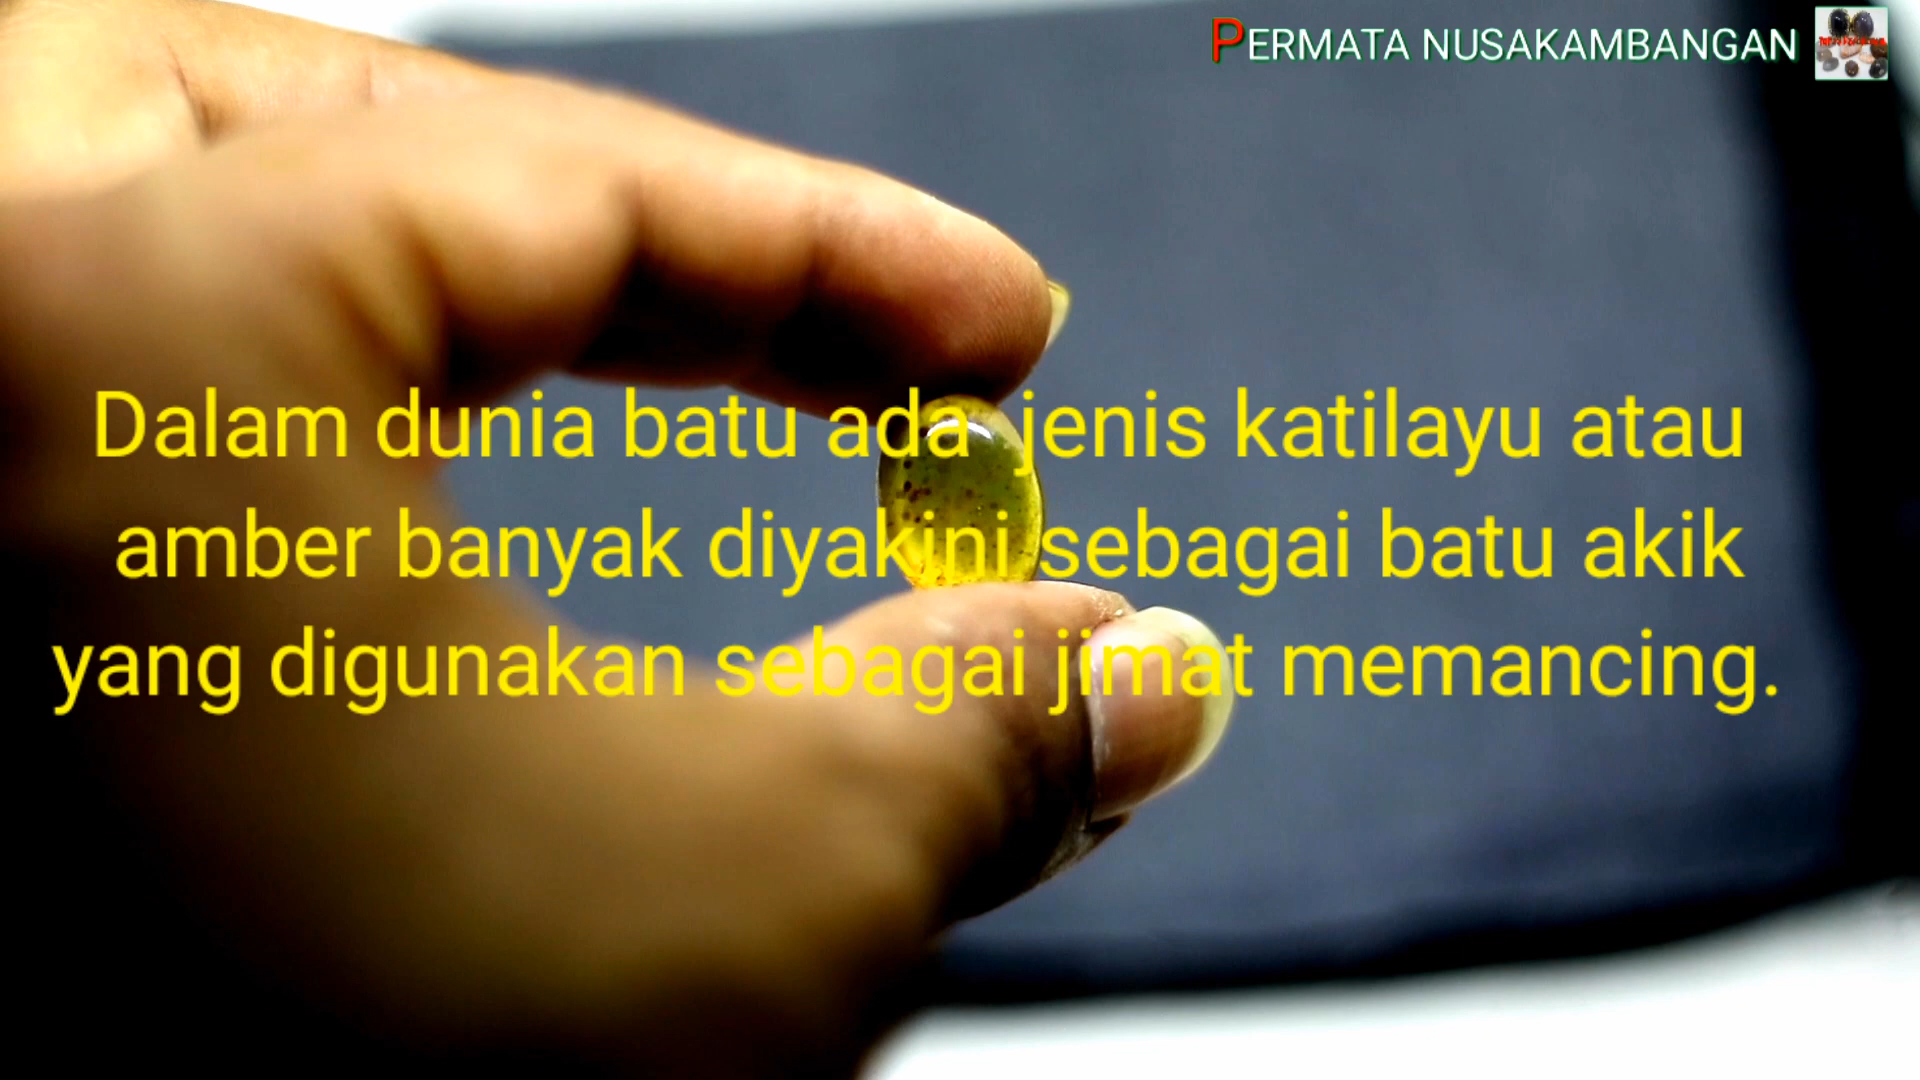 PERMATA NUSAKAMBANGAN
Dalam dunia batu ada jenis katilayu atau
amber banyak diyakini sebagai batu akik
yang digunakan sebagai jimat memancing.